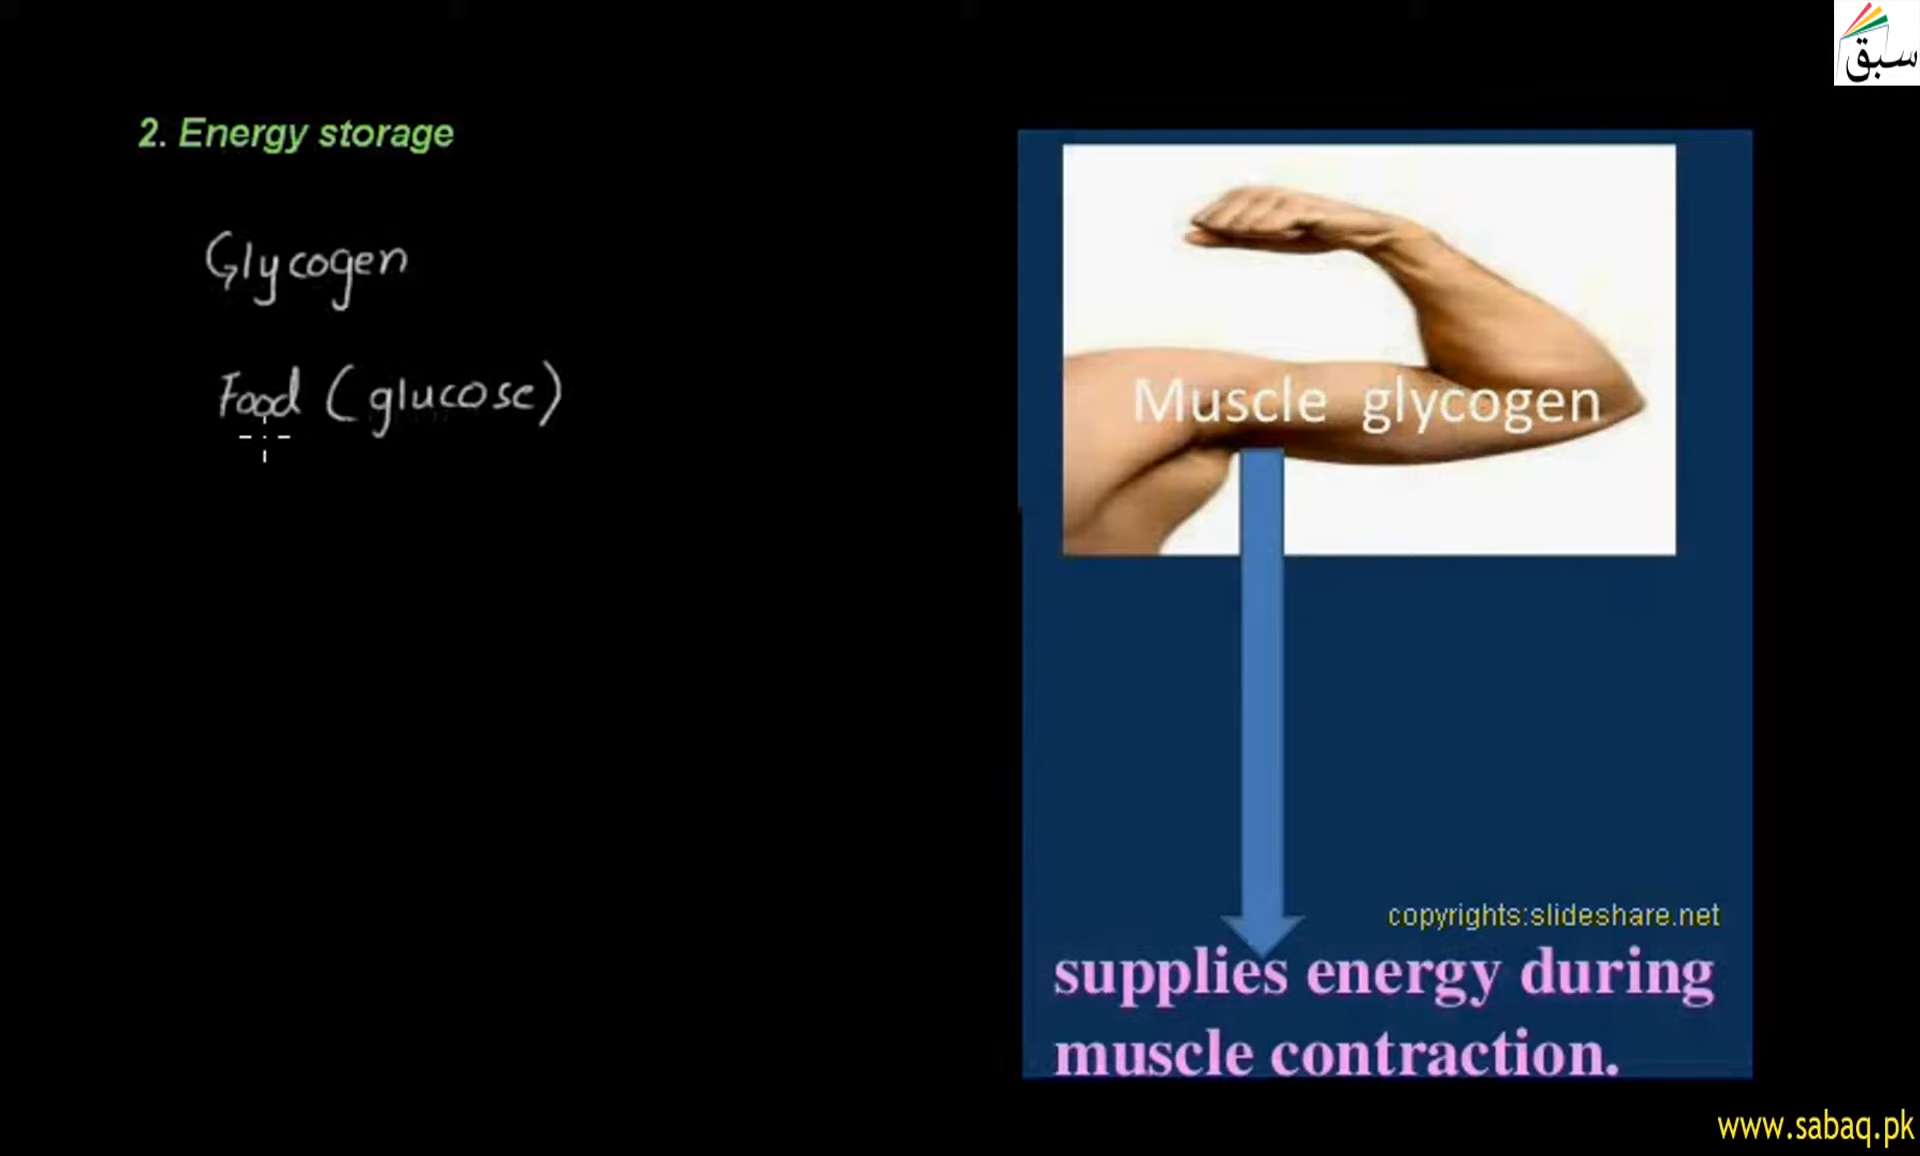 سبق
2. Energy storage
Glycogen
Food (glucose)
Muscle glycogen
copyrights:slideshare.net
supplies energy during
muscle contraction.
www.sabaq.pk